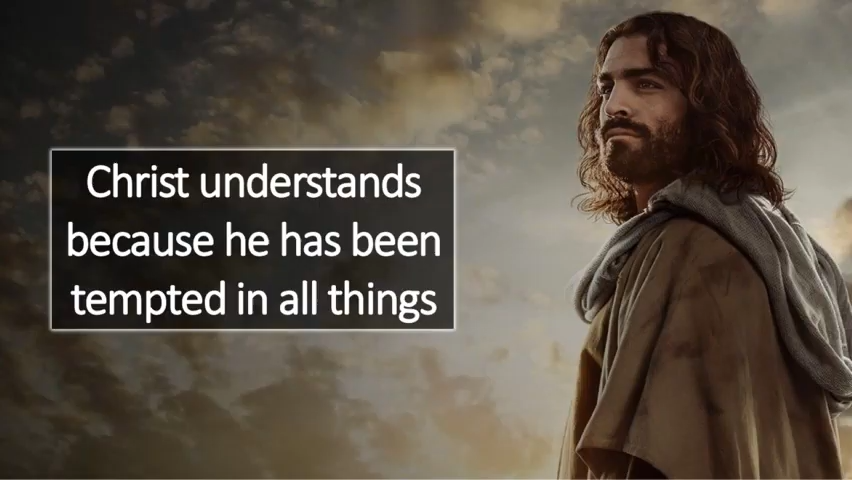 Christ understands
because he has been
tempted in all things